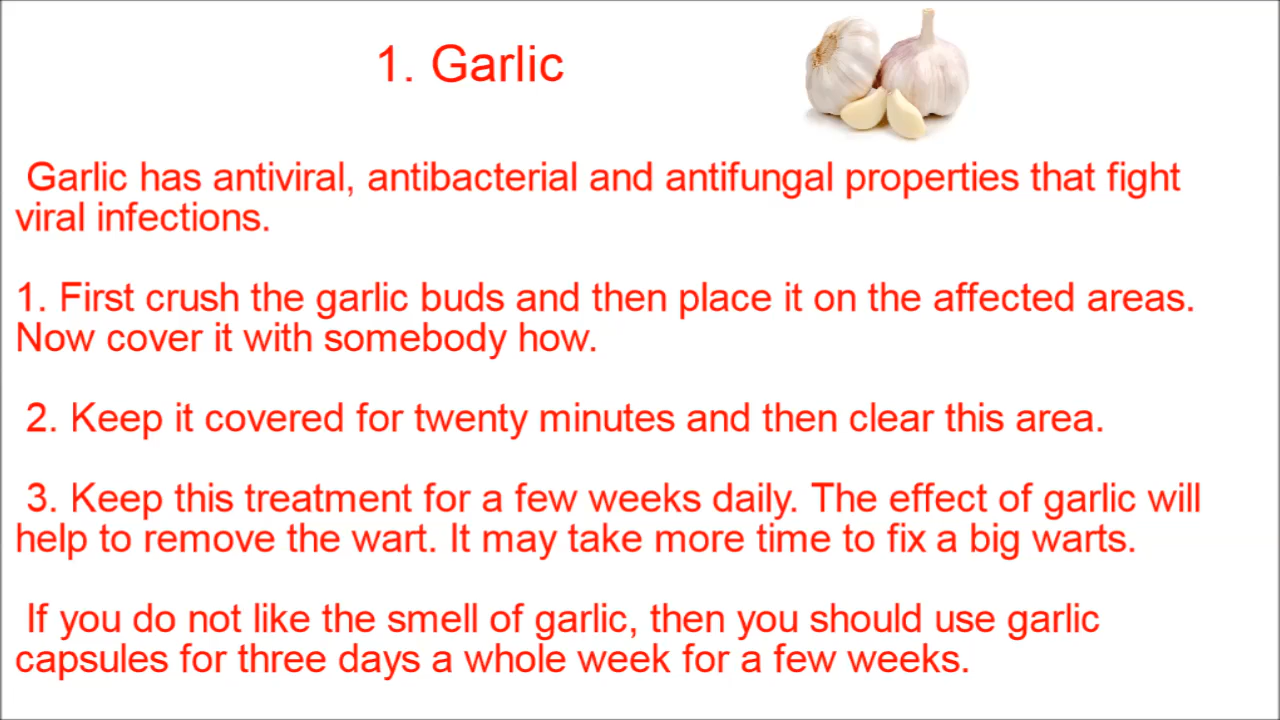 1. Garlic
Garlic has antiviral, antibacterial and antifungal properties that fight
viral infections.
1. First crush the garlic buds and then place it on the affected areas.
Now cover it with somebody how.
2. Keep it covered for twenty minutes and then clear this area.
3. Keep this treatment for a few weeks daily. The effect of garlic will
help to remove the wart. It may take more time to fix a big warts.
If you do not like the smell of garlic, then you should use garlic
capsules for three days a whole week for a few weeks.